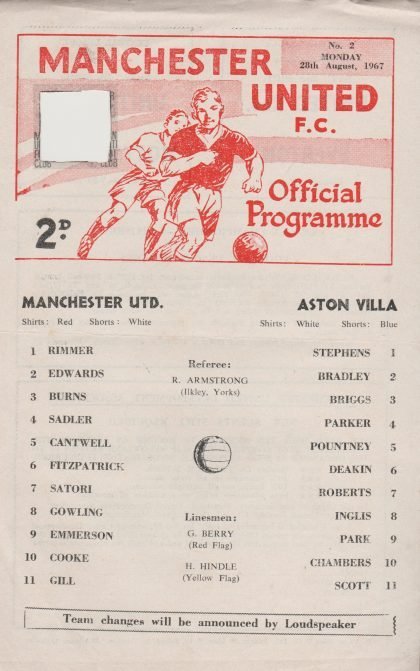 No. 2
MONDAY
28th August, 1967
MANCHESTER
UNITED
F.C.
CLUB
Official
Programme
2D.
MANCHESTER UTD.
Shirts: Red Shorts: White
1 RIMMER
2 EDWARDS
3 BURNS
4 SADLER
5 CANTWELL
6 FITZPATRICK
7 SATORI
8 GOWLING
9 EMMERSON
10 COOKE
11 GILL
Referee:
R. ARMSTRONG
(Ilkley, Yorks)
Linesmen:
G. BERRY
(Red Flag)
H. HINDLE
(Yellow Flag)
ASTON VILLA
Shirts: White Shorts: Blue
STEPHENS 1
BRADLEY 2
BRIGGS 3
PARKER 4
POUNTNEY 5
DEAKIN 6
ROBERTS 7
INGLIS 8
PARK 9
CHAMBERS 10
SCOTT 11
Team changes will be announced by Loudspeaker